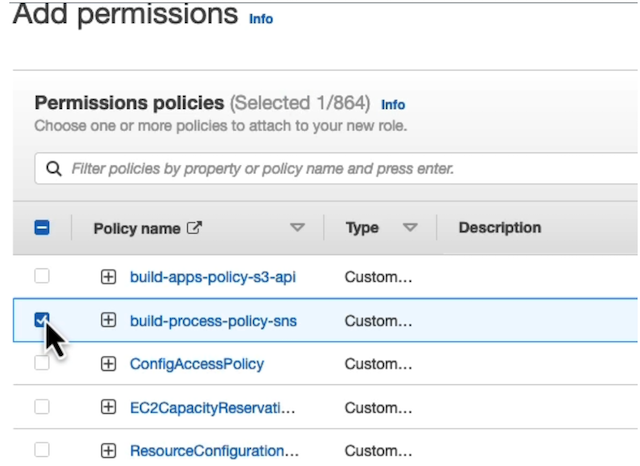 Add permissions Info
Permissions policies (Selected 1/864) Info
Choose one or more policies to attach to your new role.
Filter policies by property or policy name and press enter.
Policy name Type Description
build-apps-policy-s3-api Custom...
build-process-policy-sns Custom...
ConfigAccessPolicy Custom...
EC2CapacityReservati... Custom...
ResourceConfiguration... Custom...